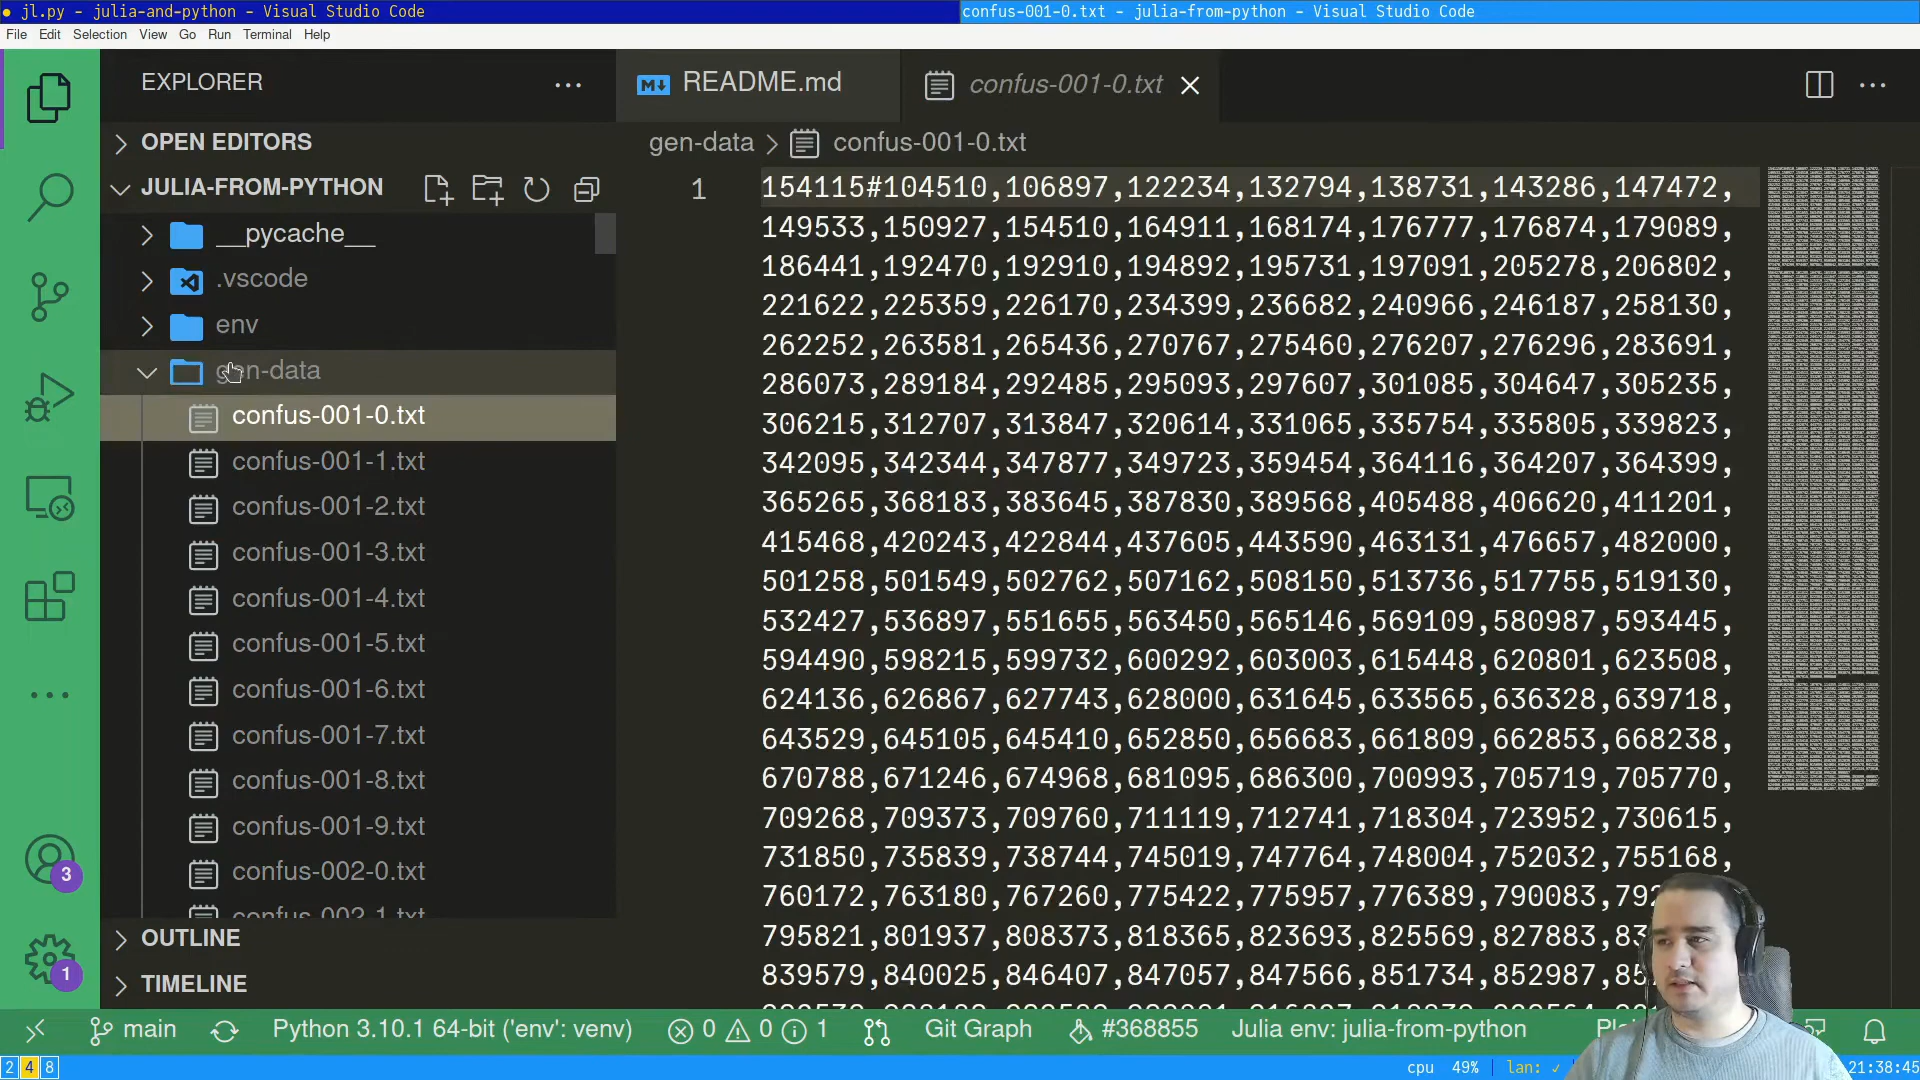 ● jl.py - julia-and-python - Visual Studio Code
confus-001-0.txt - julia-from-python - Visual Studio Code
File Edit Selection View Go Run Terminal Help
EXPLORER
README.md
confus-001-0.txt
OPEN EDITORS
gen-data > confus-001-0.txt
JULIA-FROM-PYTHON
__pycache__
.vscode
env
gen-data
confus-001-0.txt
confus-001-1.txt
confus-001-2.txt
confus-001-3.txt
confus-001-4.txt
confus-001-5.txt
confus-001-6.txt
confus-001-7.txt
confus-001-8.txt
confus-001-9.txt
confus-002-0.txt
confus-002-1.txt
OUTLINE
TIMELINE
3
1
1
154115#104510,106897,122234,132794,138731,143286,147472,
149533,150927,154510,164911,168174,176777,176874,179089,
186441,192470,192910,194892,195731,197091,205278,206802,
221622,225359,226170,234399,236682,240966,246187,258130,
262252,263581,265436,270767,275460,276207,276296,283691,
286073,289184,292485,295093,297607,301085,304647,305235,
306215,312707,313847,320614,331065,335754,335805,339823,
342095,342344,347877,349723,359454,364116,364207,364399,
365265,368183,383645,387830,389568,405488,406620,411201,
415468,420243,422844,437605,443590,463131,476657,482000,
501258,501549,502762,507162,508150,513736,517755,519130,
532427,536897,551655,563450,565146,569109,580987,593445,
594490,598215,599732,600292,603003,615448,620801,623508,
624136,626867,627743,628000,631645,633565,636328,639718,
643529,645105,645410,652850,656683,661809,662853,668238,
670788,671246,674968,681095,686300,700993,705719,705770,
709268,709373,709760,711119,712741,718304,723952,730615,
731850,735839,738744,745019,747764,748004,752032,755168,
760172,763180,767260,775422,775957,776389,790083,792
795821,801937,808373,818365,823693,825569,827883,83
839579,840025,846407,847057,847566,851734,852987,85
main
Python 3.10.1 64-bit ('env': venv)
0 0 1
Git Graph
#368855
Julia env: julia-from-python
2 4 8
cpu 49% lan: ✓
21:38:45